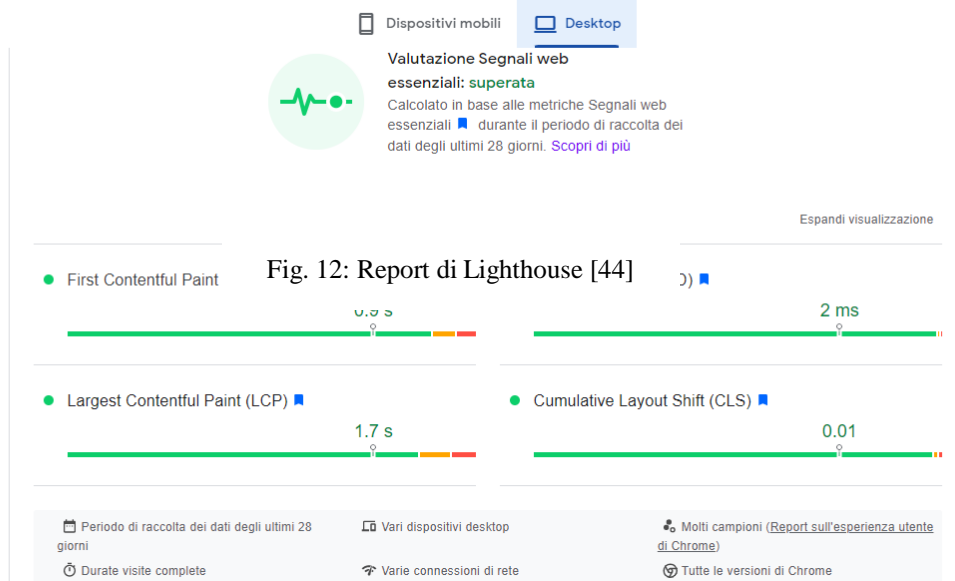 Dispositivi mobili
Desktop
Valutazione Segnali web
essenziali: superata
Calcolato in base alle metriche Segnali web
essenziali durante il periodo di raccolta dei
dati degli ultimi 28 giorni. Scopri di più
Espandi visualizzazione
Fig. 12: Report di Lighthouse [44]
First Contentful Paint
0.9 s
2 ms
Largest Contentful Paint (LCP)
1.7 s
Cumulative Layout Shift (CLS)
0.01
Periodo di raccolta dei dati degli ultimi 28
giorni
Vari dispositivi desktop
Molti campioni (Report sull'esperienza utente
di Chrome)
Durate visite complete
Varie connessioni di rete
Tutte le versioni di Chrome